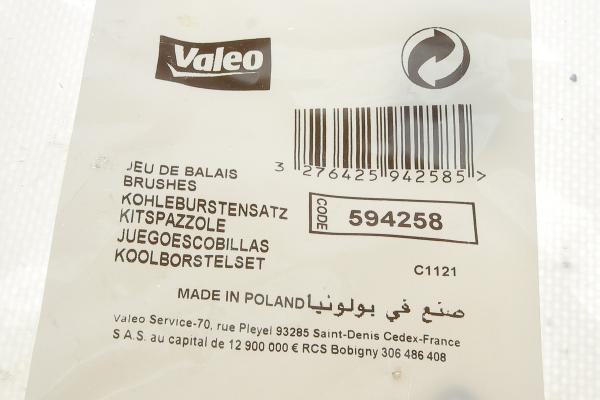 Valeo
3 276425 942585 >
JEU DE BALAIS
BRUSHES
KOHLEBURSTENSATZ
KITSPAZZOLE
JUEGOESCOBILLAS
KOOLBORSTELSET
CODE 594258
C1121
MADE IN POLAND صنع في بولونيا
Valeo Service-70, rue Pleyel 93285 Saint-Denis Cedex-France
S.A.S. au capital de 12 900 000 € RCS Bobigny 306 486 408